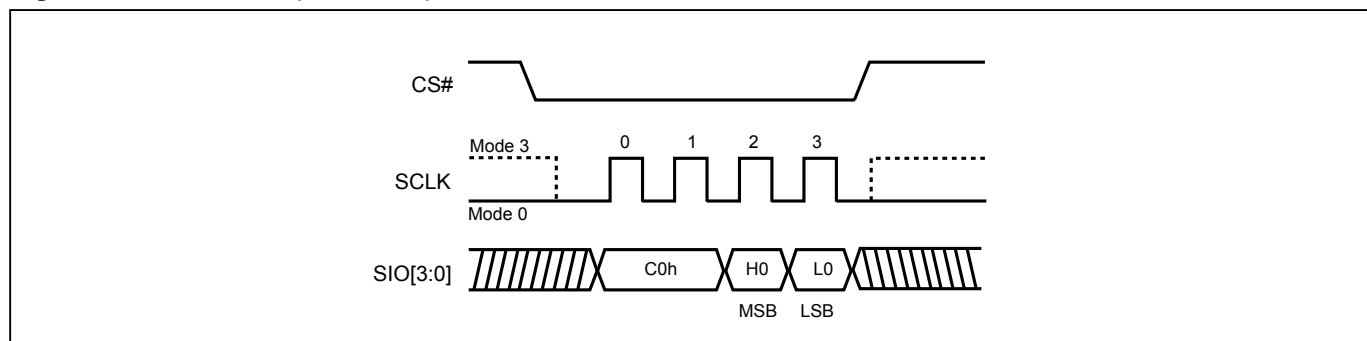 CS#
Mode 3
0 1 2 3
SCLK
Mode 0
SIO[3:0]
C0h H0 L0
MSB LSB